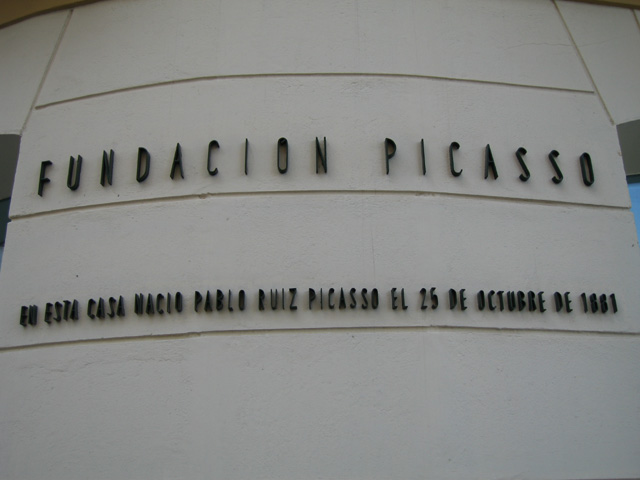 FUNDACION PICASSO
EN ESTA CASA NACIO PABLO RUIZ PICASSO EL 25 DE OCTUBRE DE 1881